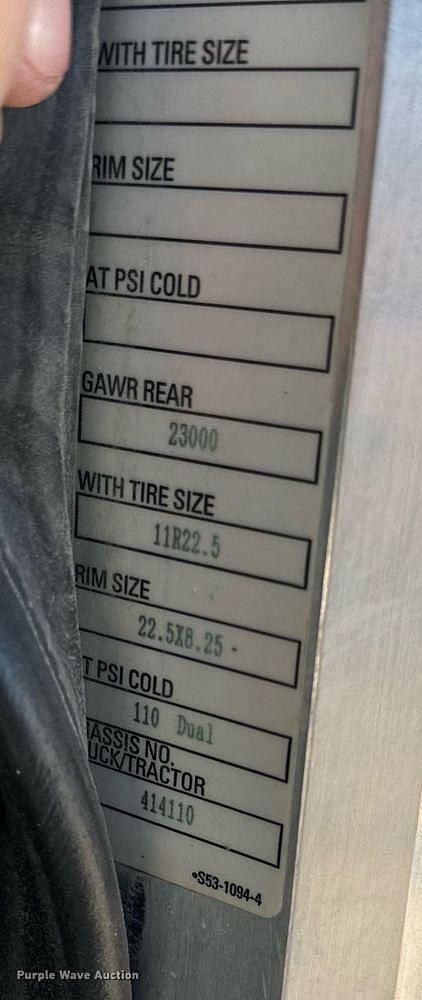 WITH TIRE SIZE
RIM SIZE
AT PSI COLD
GAWR REAR
23000
WITH TIRE SIZE
11R22.5
RIM SIZE
22.5X8.25
T PSI COLD
110 Dual
HASSIS NO.
UCK/TRACTOR
414110
•S53-1094-4
Purple Wave Auction